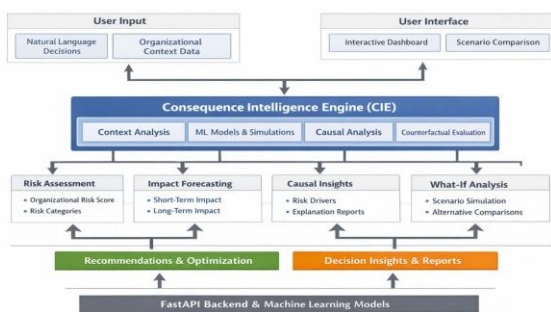 User Input
User Interface
Natural Language
Decisions
Organizational
Context Data
Interactive Dashboard
Scenario Comparison
Consequence Intelligence Engine (CIE)
Context Analysis
ML Models & Simulations
Causal Analysis
Counterfactual Evaluation
Risk Assessment
• Organizational Risk Score
• Risk Categories
Impact Forecasting
• Short-Term Impact
• Long-Term Impact
Causal Insights
• Risk Drivers
• Explanation Reports
What-If Analysis
• Scenario Simulation
• Alternative Comparisons
Recommendations & Optimization
Decision Insights & Reports
FastAPI Backend & Machine Learning Models